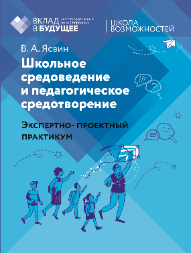 ВКЛАД
В БУДУЩЕЕ
ШКОЛА
ВОЗМОЖНОСТЕЙ
В. А. Ясвин
Школьное
средоведение
и педагогическое
средотворение
Экспертно-проектный
практикум